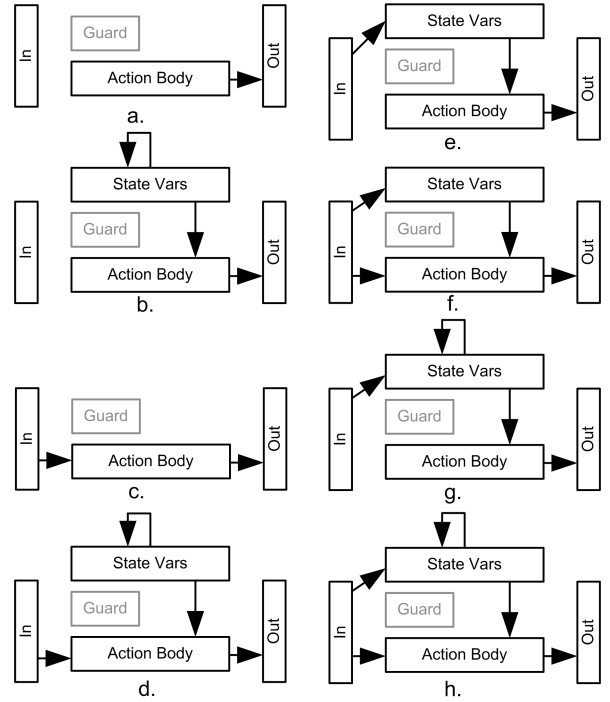 In
Guard
Action Body
Out
a.
State Vars
In
Guard
Action Body
Out
b.
In
Guard
Action Body
Out
c.
State Vars
In
Guard
Action Body
Out
d.
State Vars
In
Guard
Action Body
Out
e.
State Vars
In
Guard
Action Body
Out
f.
State Vars
In
Guard
Action Body
Out
g.
State Vars
In
Guard
Action Body
Out
h.